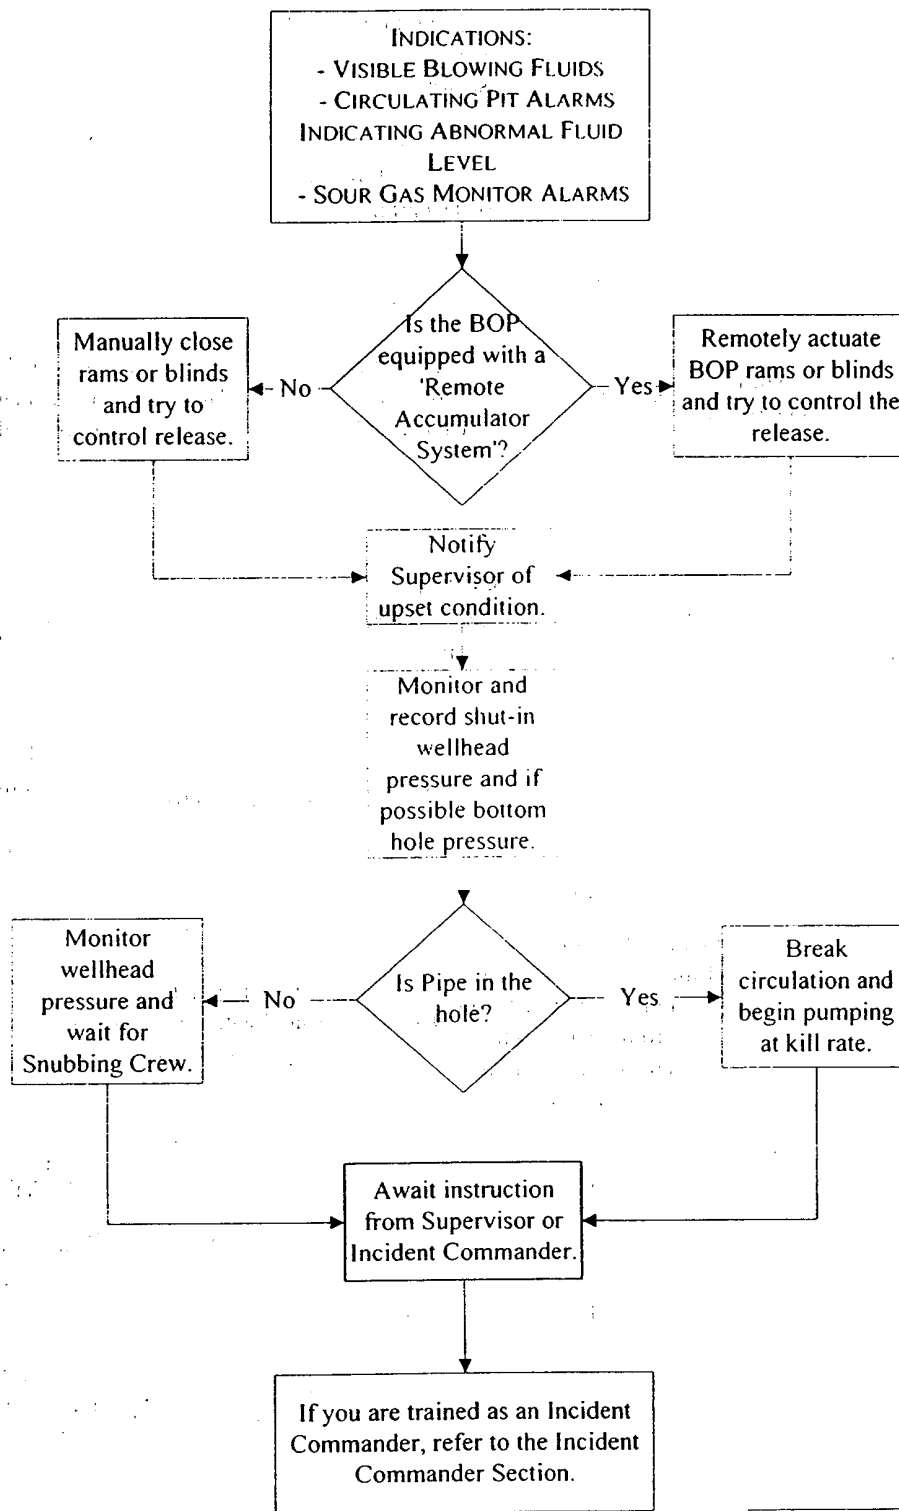 INDICATIONS:
- VISIBLE BLOWING FLUIDS
- CIRCULATING PIT ALARMS
INDICATING ABNORMAL FLUID
LEVEL
- SOUR GAS MONITOR ALARMS
Is the BOP
equipped with a
'Remote
Accumulator
System'?
No
Yes
Manually close
rams or blinds
and try to
control release.
Remotely actuate
BOP rams or blinds
and try to control the
release.
Notify
Supervisor of
upset condition.
Monitor and
record shut-in
wellhead
pressure and if
possible bottom
hole pressure.
Is Pipe in the
hole?
No
Yes
Monitor
wellhead
pressure and
wait for
Snubbing Crew.
Break
circulation and
begin pumping
at kill rate.
Await instruction
from Supervisor or
Incident Commander.
If you are trained as an Incident
Commander, refer to the Incident
Commander Section.